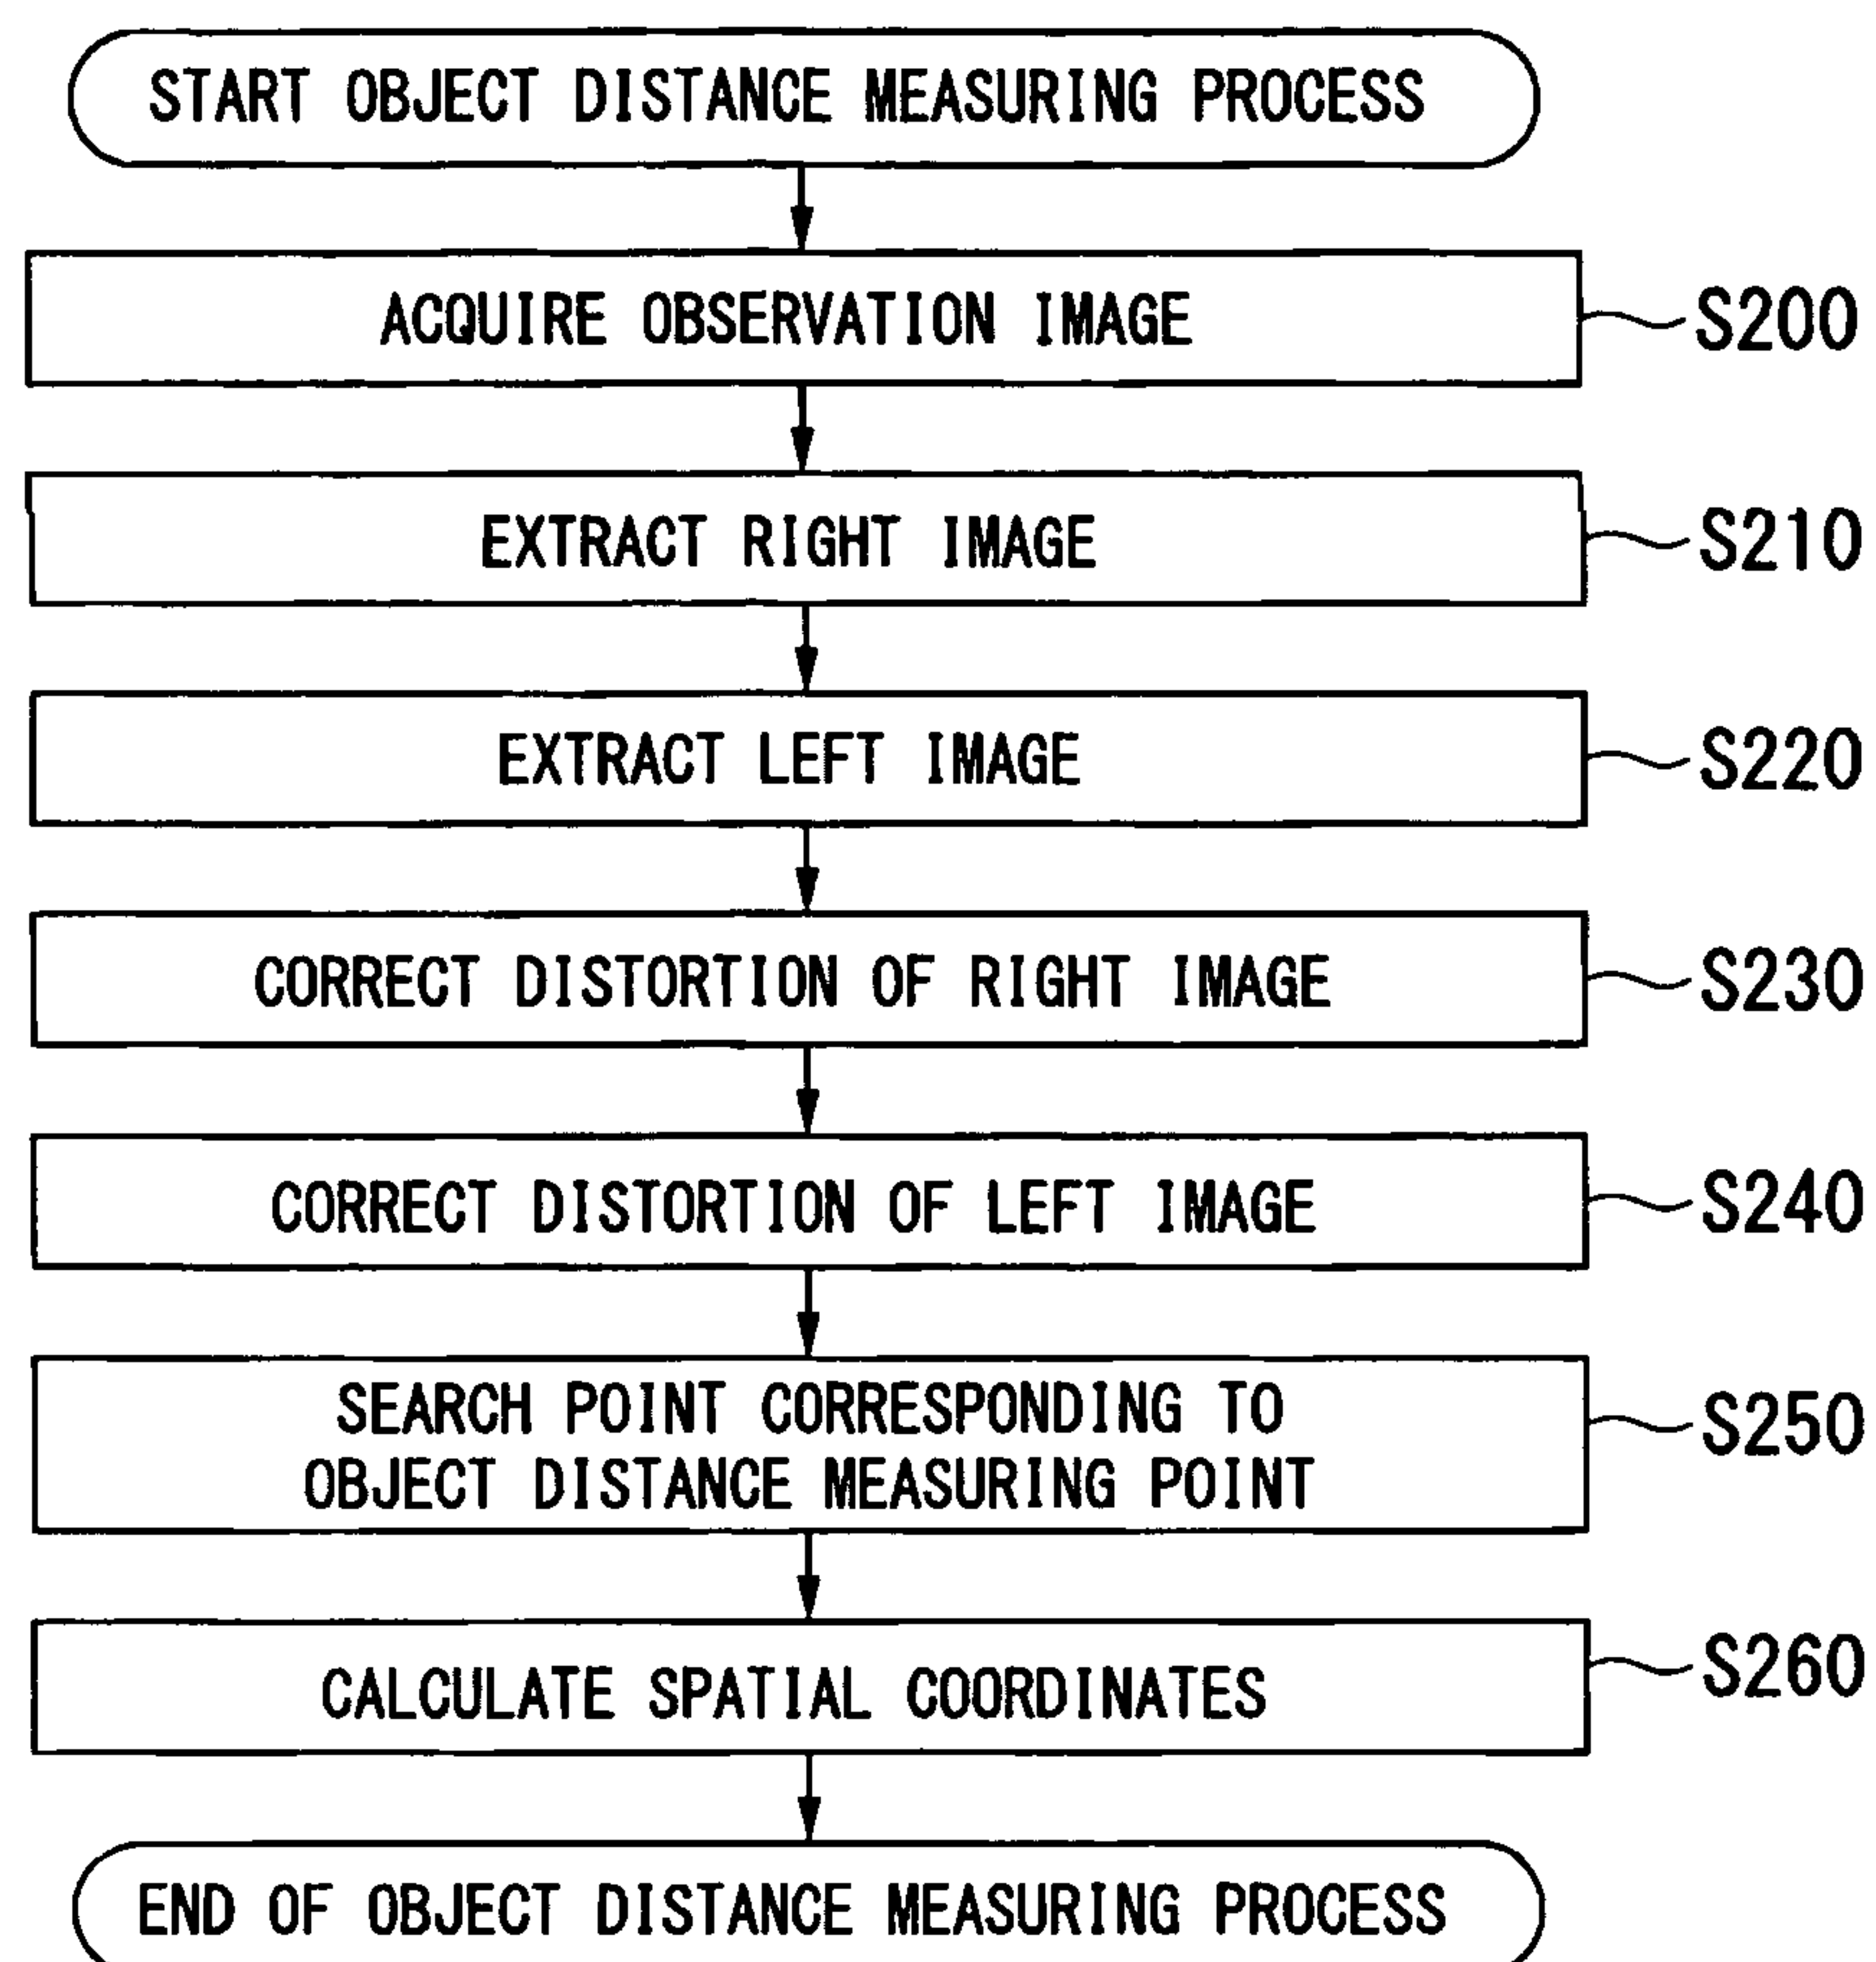 START OBJECT DISTANCE MEASURING PROCESS
ACQUIRE OBSERVATION IMAGE
S200
EXTRACT RIGHT IMAGE
S210
EXTRACT LEFT IMAGE
S220
CORRECT DISTORTION OF RIGHT IMAGE
S230
CORRECT DISTORTION OF LEFT IMAGE
S240
SEARCH POINT CORRESPONDING TO
OBJECT DISTANCE MEASURING POINT
S250
CALCULATE SPATIAL COORDINATES
S260
END OF OBJECT DISTANCE MEASURING PROCESS